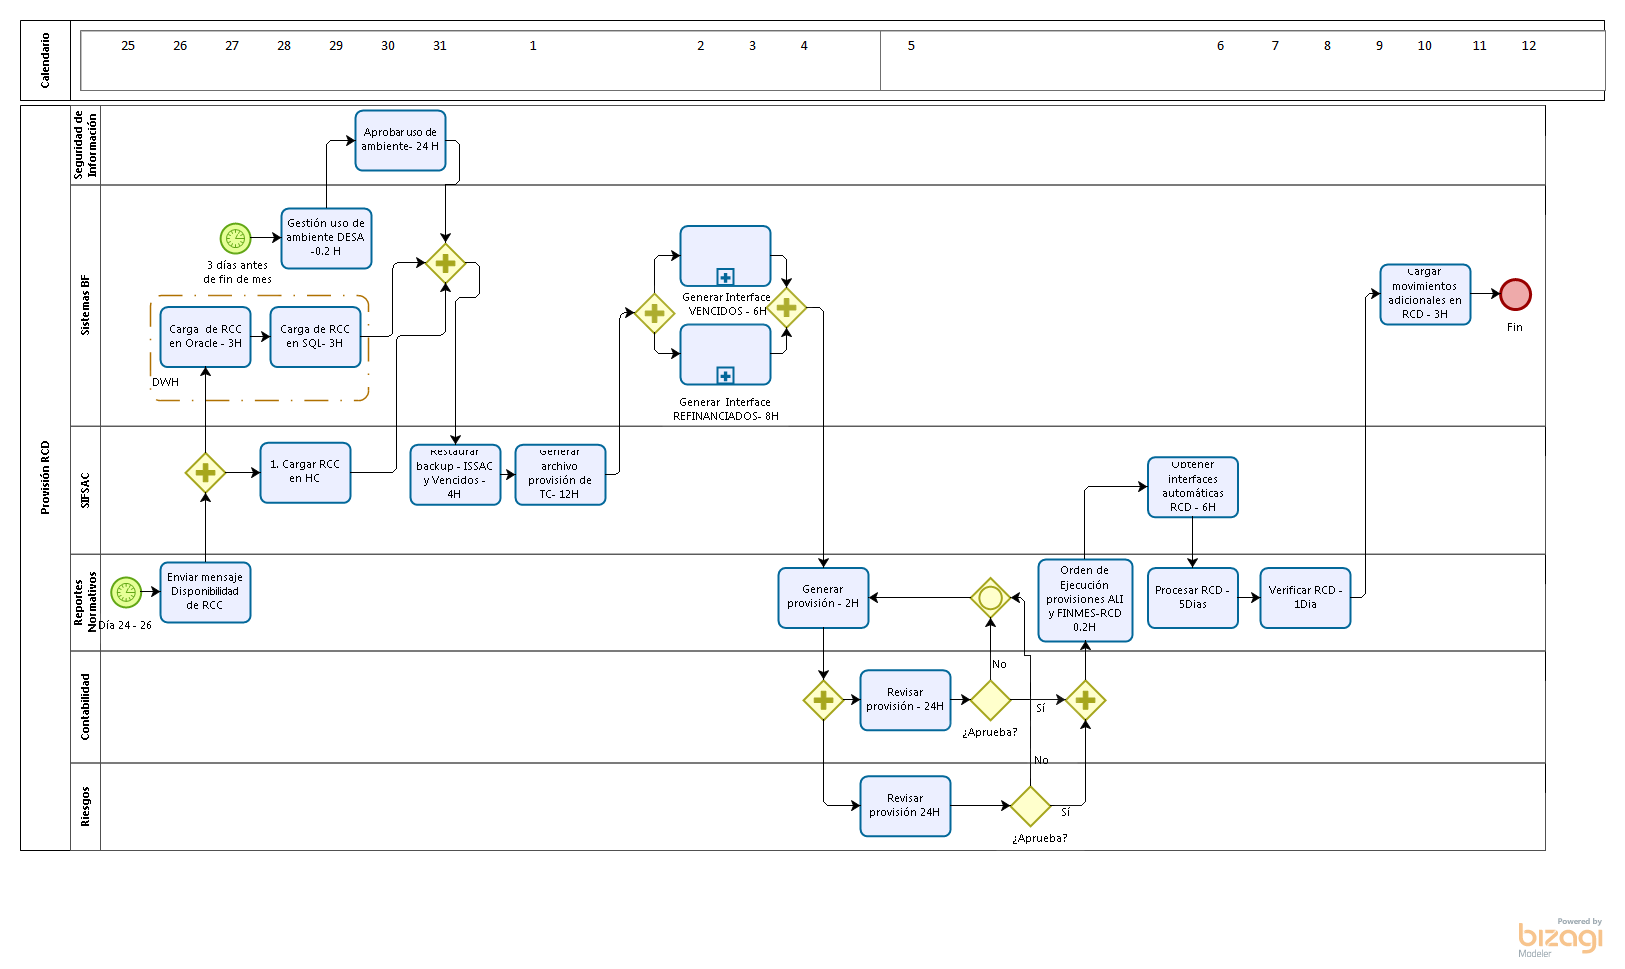 Calendario
25 26 27 28 29 30 31 1 2 3 4 5 6 7 8 9 10 11 12
Provisión RCD
Seguridad de
Información
Aprobar uso de
ambiente- 24 H
Sistemas BF
3 días antes
de fin de mes
Gestión uso de
ambiente DESA
-0.2 H
Carga de RCC
en Oracle - 3H
Carga de RCC
en SQL- 3H
DWH
Generar Interface
VENCIDOS - 6H
Generar Interface
REFINANCIADOS- 8H
Cargar
movimientos
adicionales en
RCD - 3H
Fin
SIFSAC
1. Cargar RCC
en HC
Restaurar
backup - ISSAC
y Vencidos -
4H
Generar
archivo
provisión de
TC- 12H
Obtener
interfaces
automáticas
RCD - 6H
Reportes
Normativos
Día 24 - 26
Enviar mensaje
Disponibilidad
de RCC
Generar
provisión - 2H
Orden de
Ejecución
provisiones ALI
y FINMES-RCD
0.2H
Procesar RCD -
5Dias
Verificar RCD -
1Dia
Contabilidad
Revisar
provisión - 24H
No
¿Aprueba?
Sí
Riesgos
Revisar
provisión 24H
No
¿Aprueba?
Sí
Powered by
bizagi
Modeler